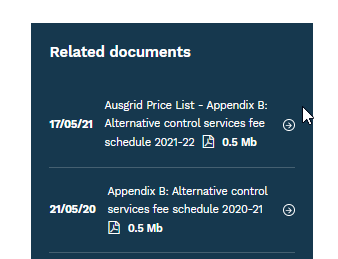 Related documents
Ausgrid Price List - Appendix B:
17/05/21 Alternative control services fee
schedule 2021-22 0.5 Mb
Appendix B: Alternative control
21/05/20 services fee schedule 2020-21
0.5 Mb